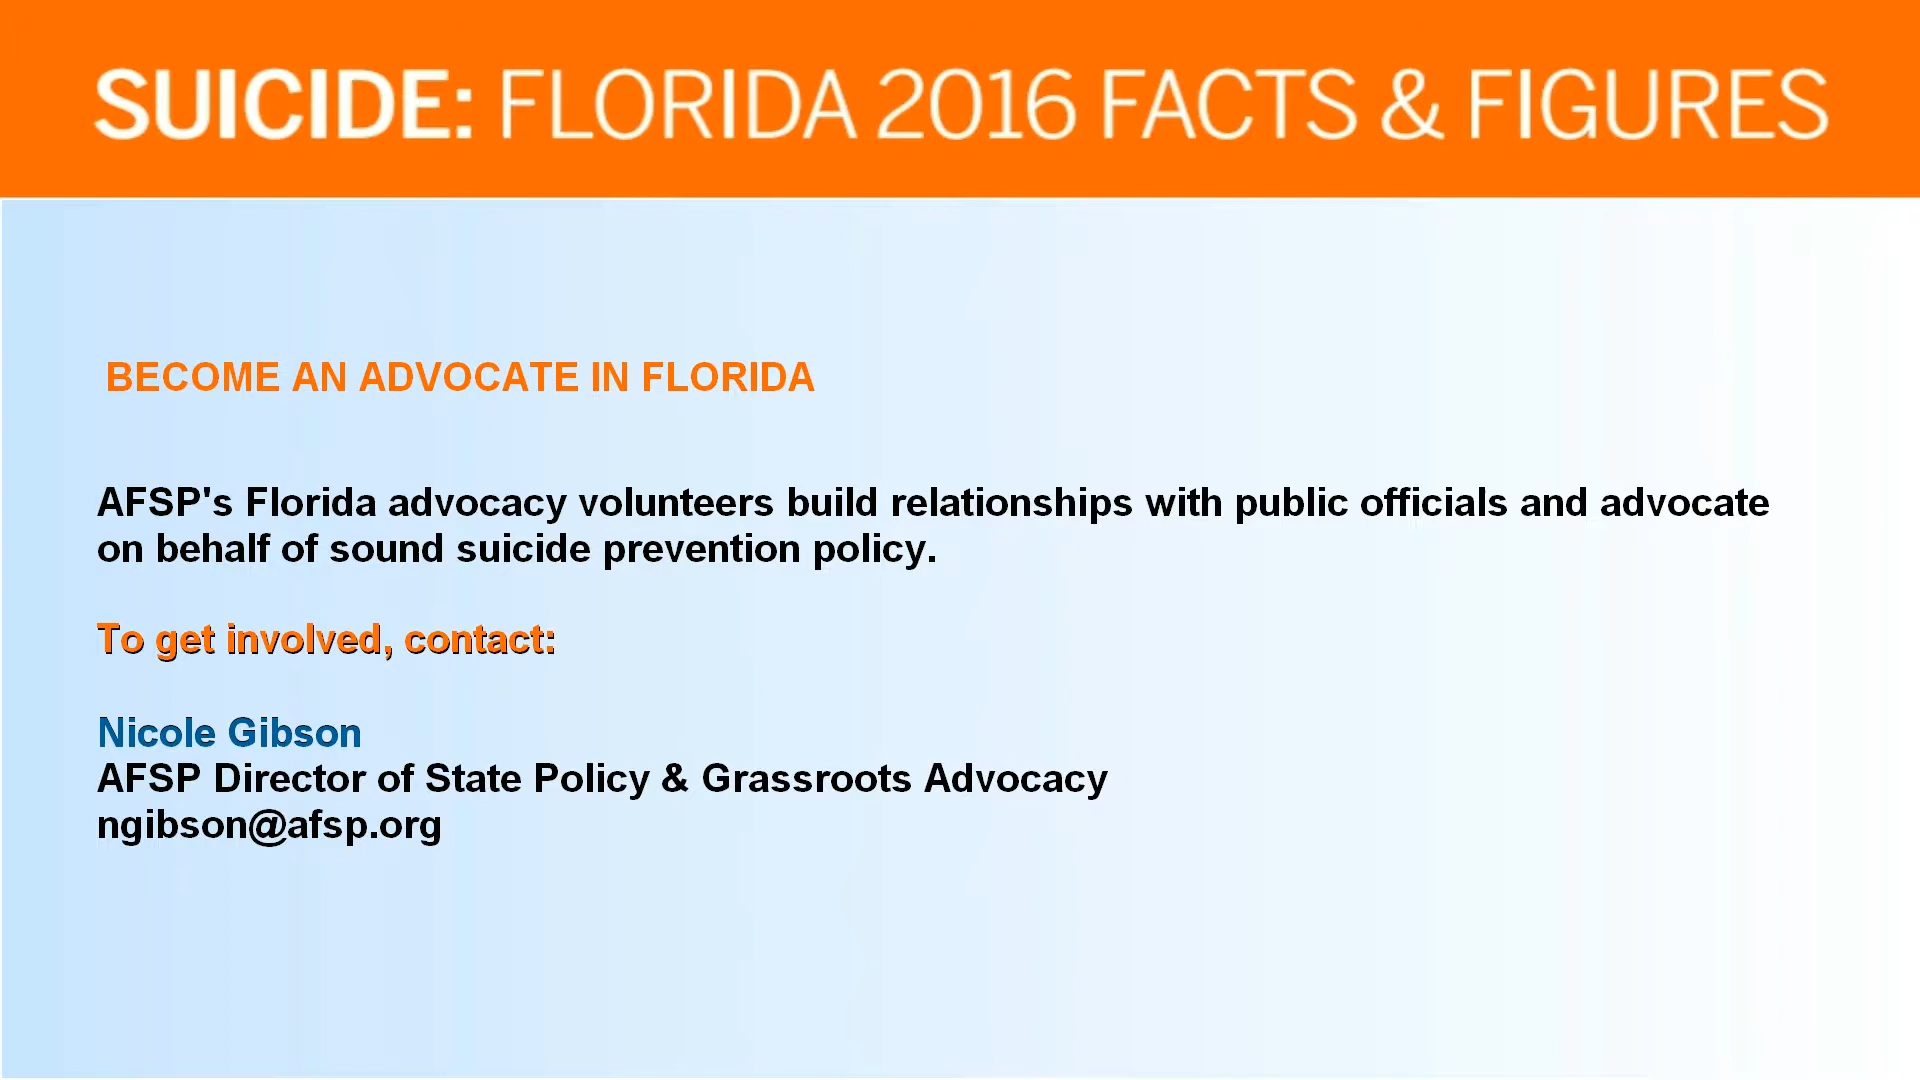 SUICIDE: FLORIDA 2016 FACTS & FIGURES
BECOME AN ADVOCATE IN FLORIDA
AFSP's Florida advocacy volunteers build relationships with public officials and advocate
on behalf of sound suicide prevention policy.
To get involved, contact:
Nicole Gibson
AFSP Director of State Policy & Grassroots Advocacy
ngibson@afsp.org